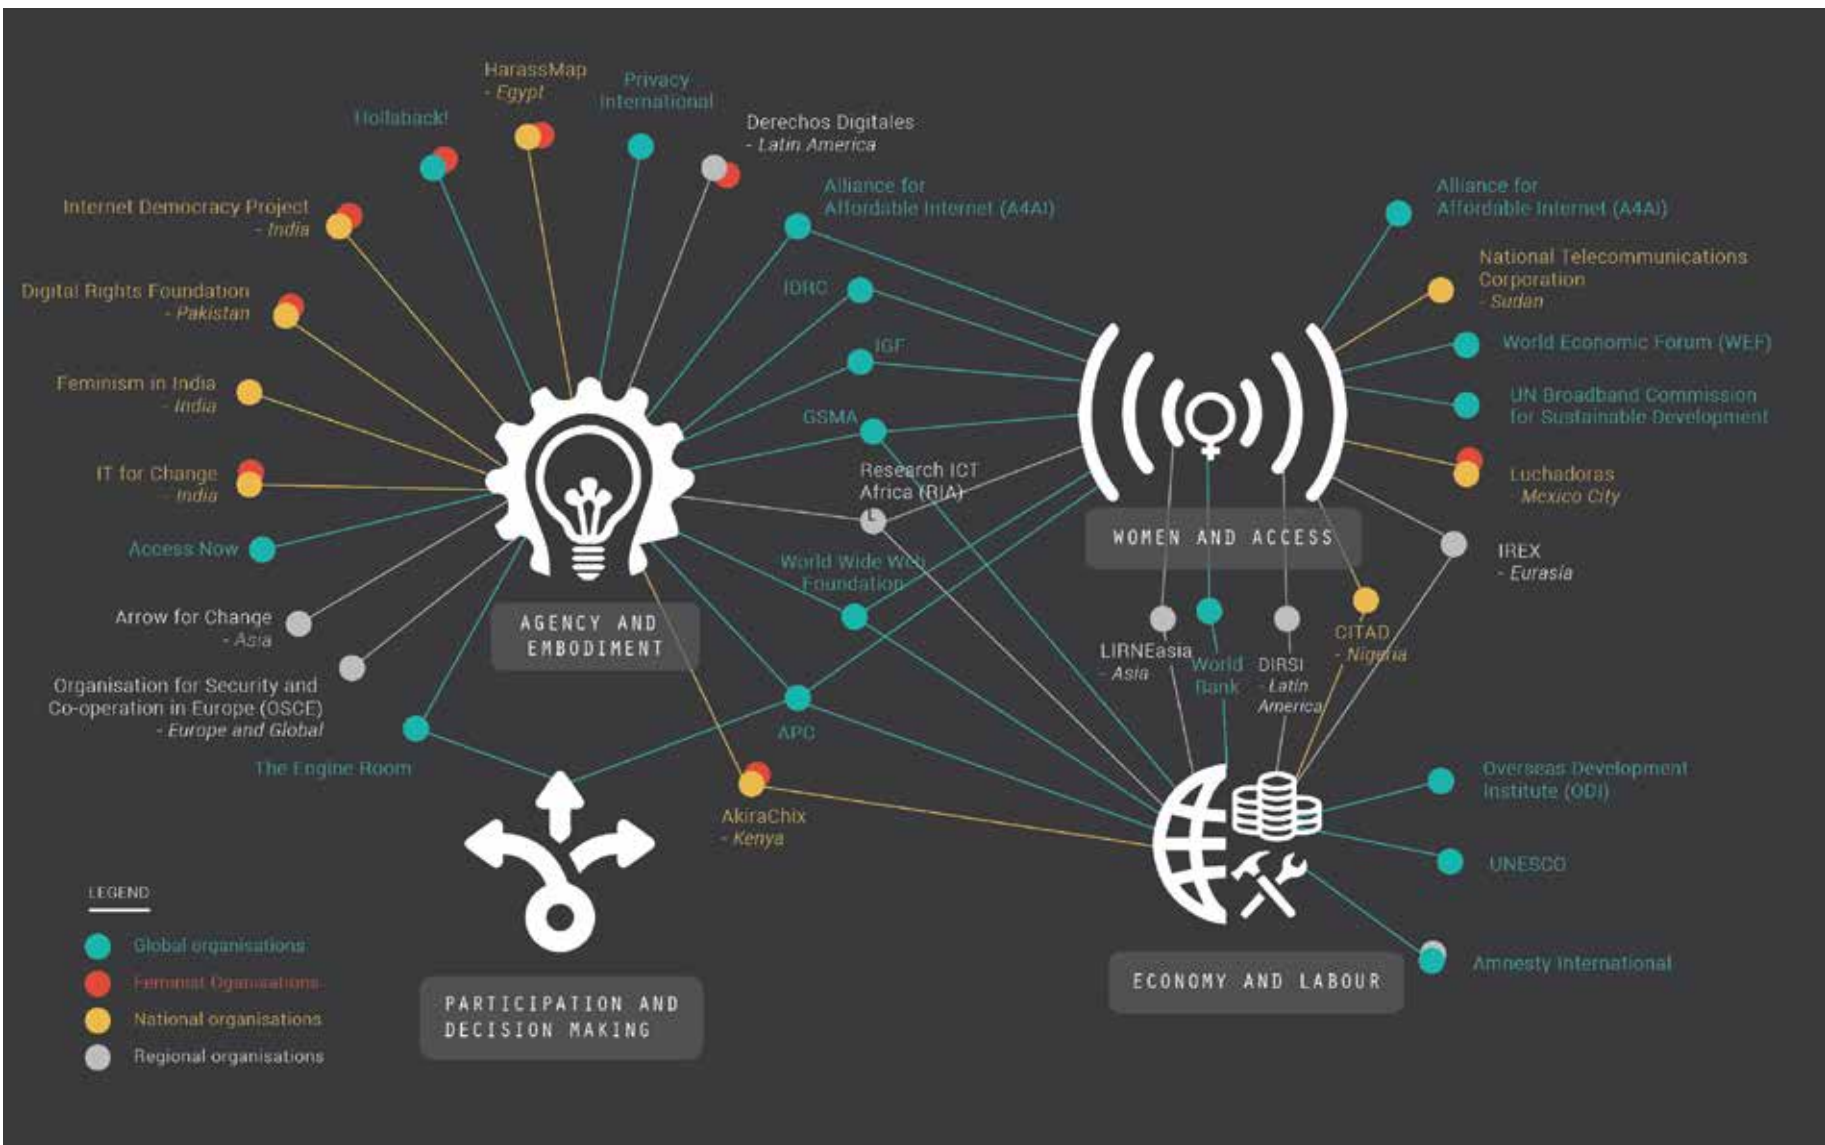 HarassMap
- Egypt
Privacy
International
Hollaback!
Derechos Digitales
- Latin America
Alliance for
Affordable Internet (A4AI)
Alliance for
Affordable Internet (A4AI)
Internet Democracy Project
- India
National Telecommunications
Corporation
- Sudan
Digital Rights Foundation
- Pakistan
IDRC
IGF
World Economic Forum (WEF)
Feminism in India
- India
UN Broadband Commission
for Sustainable Development
GSMA
IT for Change
- India
Research ICT
Africa (RIA)
L
Luchadoras
- Mexico City
WOMEN AND ACCESS
Access Now
IREX
- Eurasia
World Wide Web
Foundation
Arrow for Change
- Asia
AGENCY AND
EMBODIMENT
LIRNEasia
- Asia
World
Bank
DIRSI
- Latin
America
CITAD
- Nigeria
Organisation for Security and
Co-operation in Europe (OSCE)
- Europe and Global
APC
The Engine Room
Overseas Development
Institute (ODI)
AkiraChix
- Kenya
UNESCO
LEGEND
Global organisations
Feminist Oganisations
National organisations
Regional organisations
PARTICIPATION AND
DECISION MAKING
ECONOMY AND LABOUR
Amnesty International